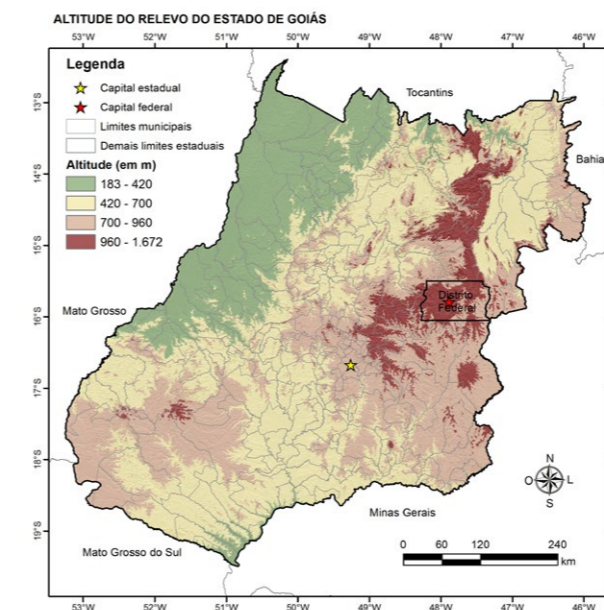 ALTITUDE DO RELEVO DO ESTADO DE GOIÁS
53°W 52°W 51°W 50°W 49°W 48°W 47°W 46°W
Legenda
Capital estadual
Capital federal
Limites municipais
Demais limites estaduais
Altitude (em m)
183 - 420
420 - 700
700 - 960
960 - 1.672
Tocantins
Bahia
Mato Grosso
Distrito
Federal
Minas Gerais
Mato Grosso do Sul
13°S
14°S
15°S
16°S
17°S
18°S
19°S
N
O L
S
0 60 120 240
km
53°W 52°W 51°W 50°W 49°W 48°W 47°W 46°W